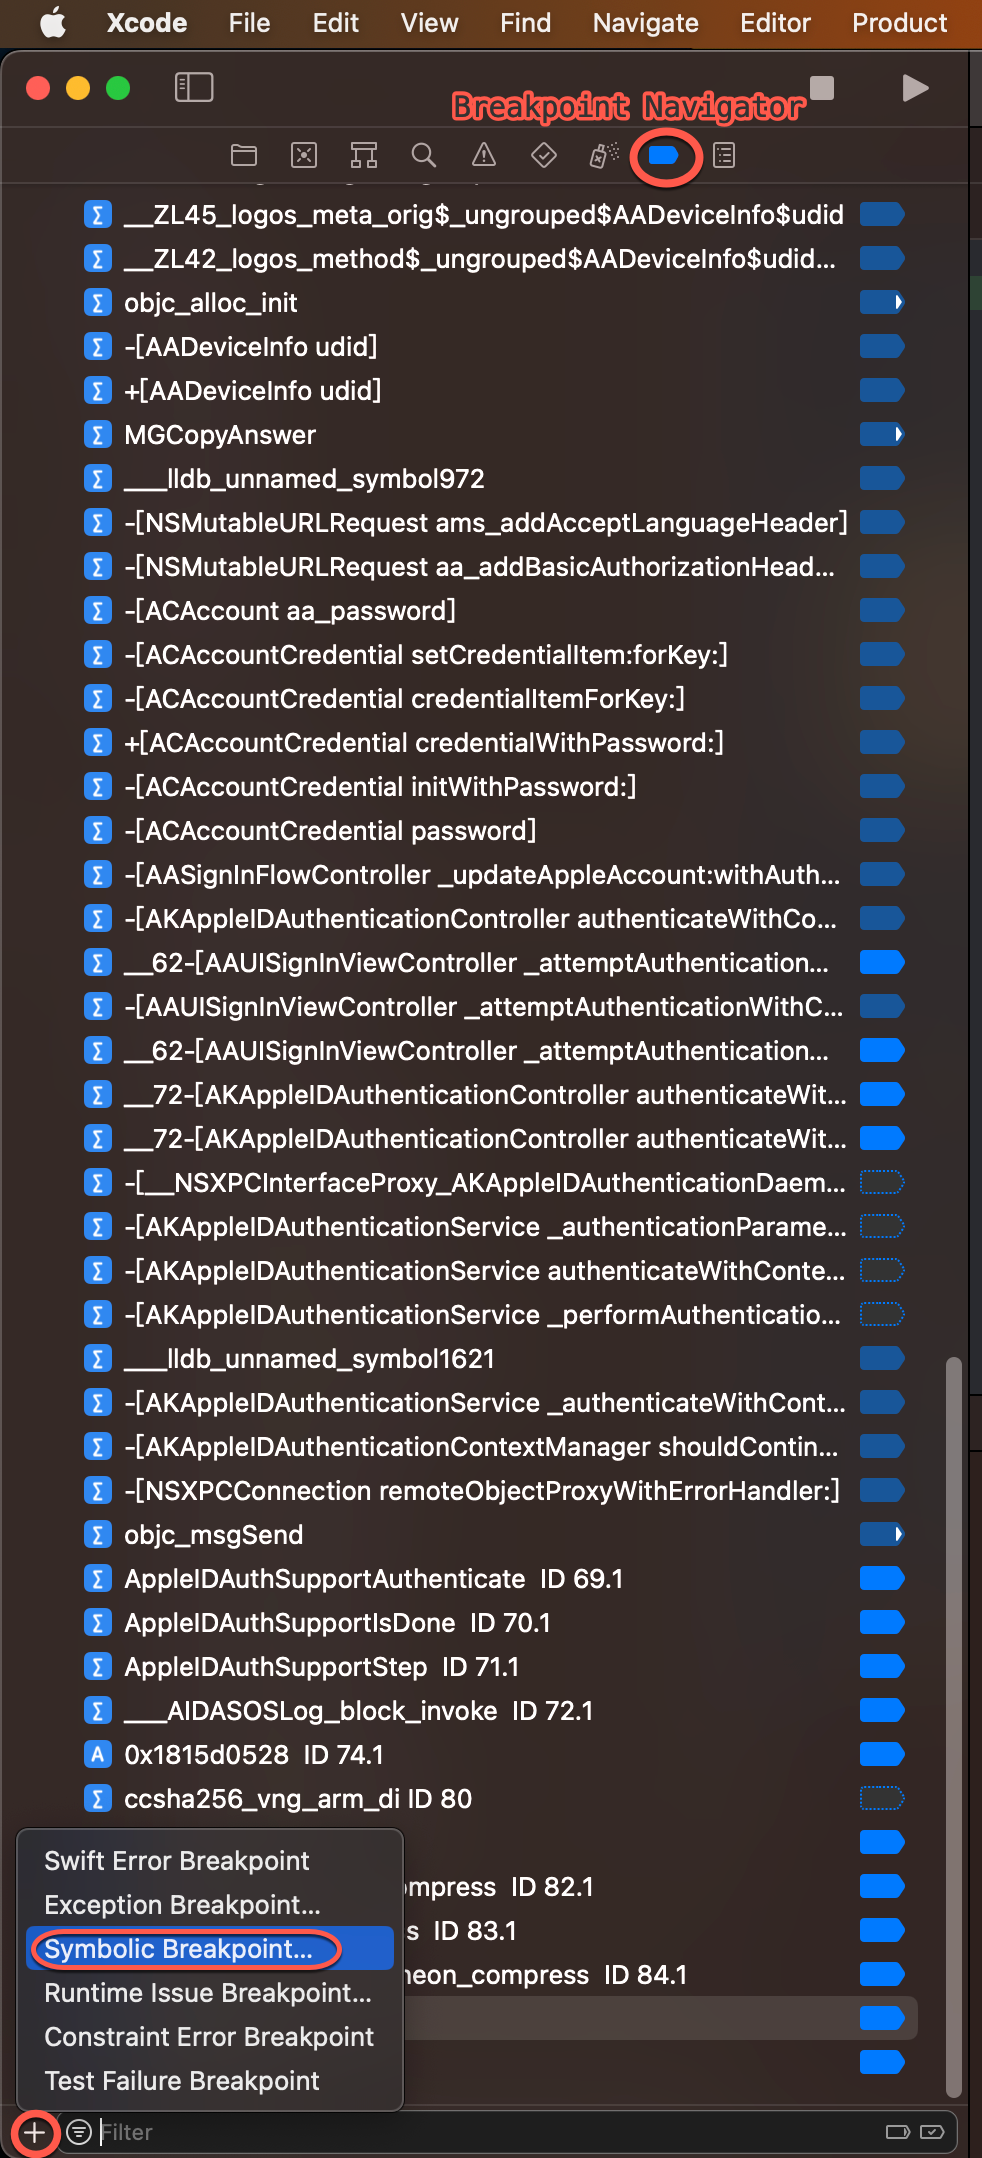 Xcode File Edit View Find Navigate Editor Product
Breakpoint Navigator
__ZL45_logos_meta_orig$_ungrouped$AADeviceInfo$udid
__ZL42_logos_method$_ungrouped$AADeviceInfo$udid...
objc_alloc_init
-[AADeviceInfo udid]
+[AADeviceInfo udid]
MGCopyAnswer
___lldb_unnamed_symbol972
-[NSMutableURLRequest ams_addAcceptLanguageHeader]
-[NSMutableURLRequest aa_addBasicAuthorizationHead...
-[ACAccount aa_password]
-[ACAccountCredential setCredentialItem:forKey:]
-[ACAccountCredential credentialItemForKey:]
+[ACAccountCredential credentialWithPassword:]
-[ACAccountCredential initWithPassword:]
-[ACAccountCredential password]
-[AASignInFlowController _updateAppleAccount:withAuth...
-[AKAppleIDAuthenticationController authenticateWithCo...
__62-[AAUISignInViewController _attemptAuthentication...
-[AAUISignInViewController _attemptAuthenticationWithC...
__62-[AAUISignInViewController _attemptAuthentication...
__72-[AKAppleIDAuthenticationController authenticateWit...
__72-[AKAppleIDAuthenticationController authenticateWit...
-[__NSXPCInterfaceProxy_AKAppleIDAuthenticationDaem...
-[AKAppleIDAuthenticationService _authenticationParame...
-[AKAppleIDAuthenticationService authenticateWithConte...
-[AKAppleIDAuthenticationService _performAuthenticatio...
___lldb_unnamed_symbol1621
-[AKAppleIDAuthenticationService _authenticateWithCont...
-[AKAppleIDAuthenticationContextManager shouldContin...
-[NSXPCConnection remoteObjectProxyWithErrorHandler:]
objc_msgSend
AppleIDAuthSupportAuthenticate ID 69.1
AppleIDAuthSupportIsDone ID 70.1
AppleIDAuthSupportStep ID 71.1
___AIDASOSLog_block_invoke ID 72.1
A 0x1815d0528 ID 74.1
ccsha256_vng_arm_di ID 80
Swift Error Breakpoint
ompress ID 82.1
Exception Breakpoint...
s ID 83.1
Symbolic Breakpoint...
neon_compress ID 84.1
Runtime Issue Breakpoint...
Constraint Error Breakpoint
Test Failure Breakpoint
Filter